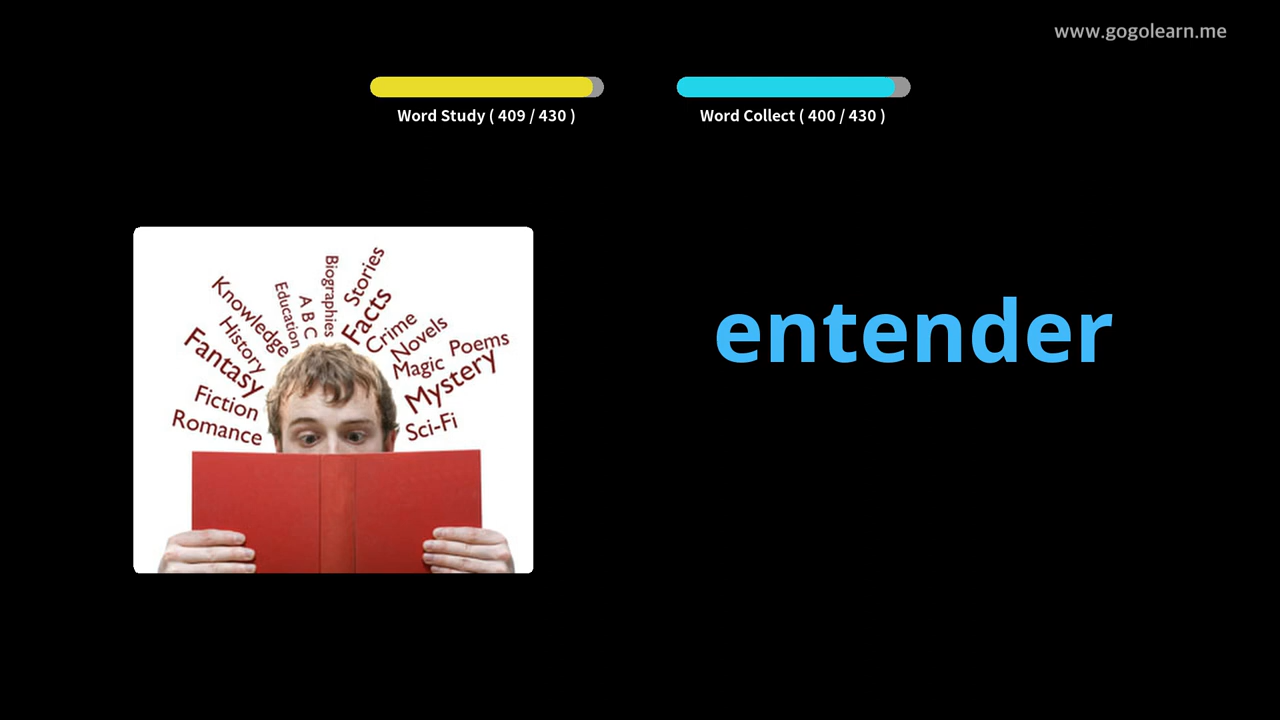 www.gogolearn.me
Word Study ( 409 / 430 )
Word Collect ( 400 / 430 )
Knowledge
Education
A B C
Biographies
Stories
Facts
Crime
Novels
Poems
History
Fantasy
Magic
Mystery
Fiction
Romance
Sci-Fi
entender